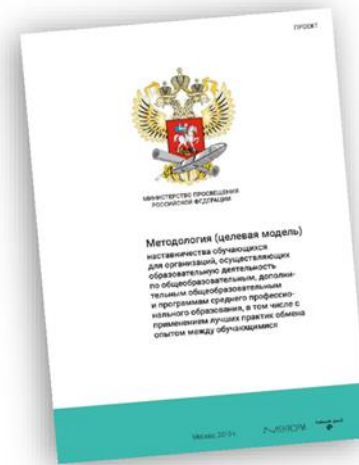 ПРОЕКТ
МИНИСТЕРСТВО ПРОСВЕЩЕНИЯ
РОССИЙСКОЙ ФЕДЕРАЦИИ
Методология (целевая модель)
наставничества обучающихся
для организаций, осуществляющих
образовательную деятельность
по общеобразовательным, дополни-
тельным общеобразовательным
и программам среднего профессио-
нального образования, в том числе с
применением лучших практик обмена
опытом между обучающимися
Москва, 2019 г.